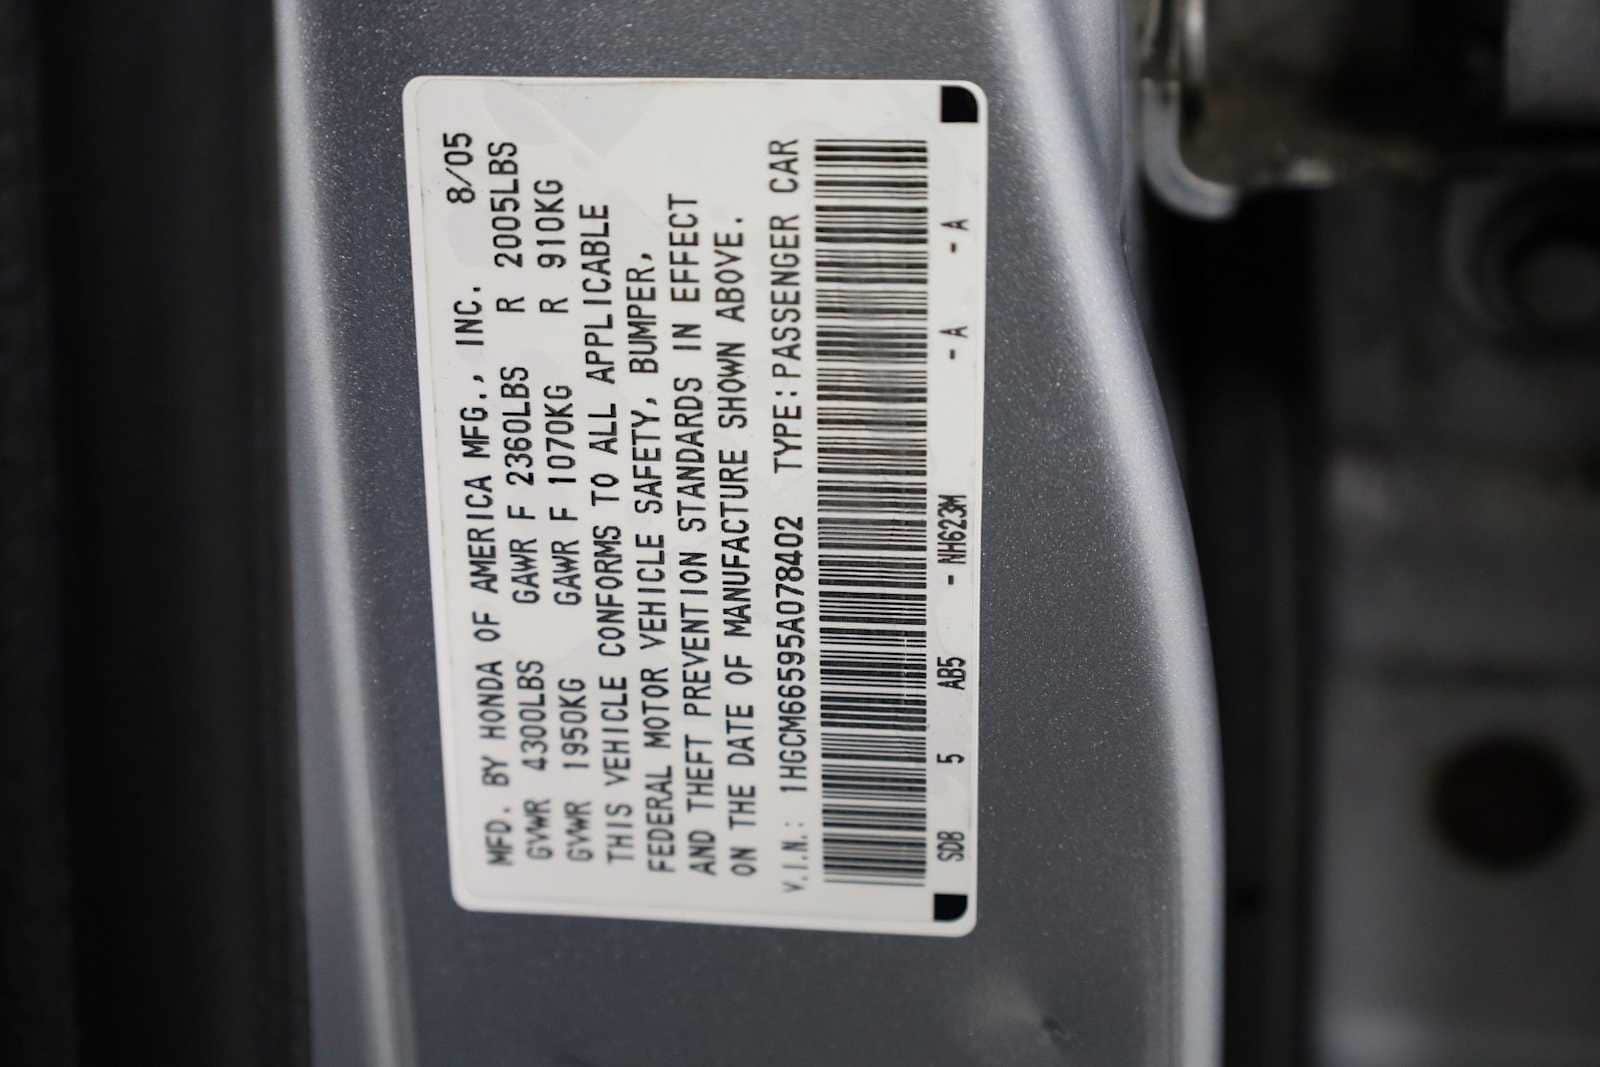 MFD. BY HONDA OF AMERICA MFG., INC. 8/05
GVWR 4300LBS GAWR F 2360LBS R 2005LBS
GVWR 1950KG GAWR F 1070KG R 910KG
THIS VEHICLE CONFORMS TO ALL APPLICABLE
FEDERAL MOTOR VEHICLE SAFETY, BUMPER,
AND THEFT PREVENTION STANDARDS IN EFFECT
ON THE DATE OF MANUFACTURE SHOWN ABOVE.
V.I.N.: 1HGCM66595A078402 TYPE: PASSENGER CAR
SDB 5 AB5 - NH623M - A - A